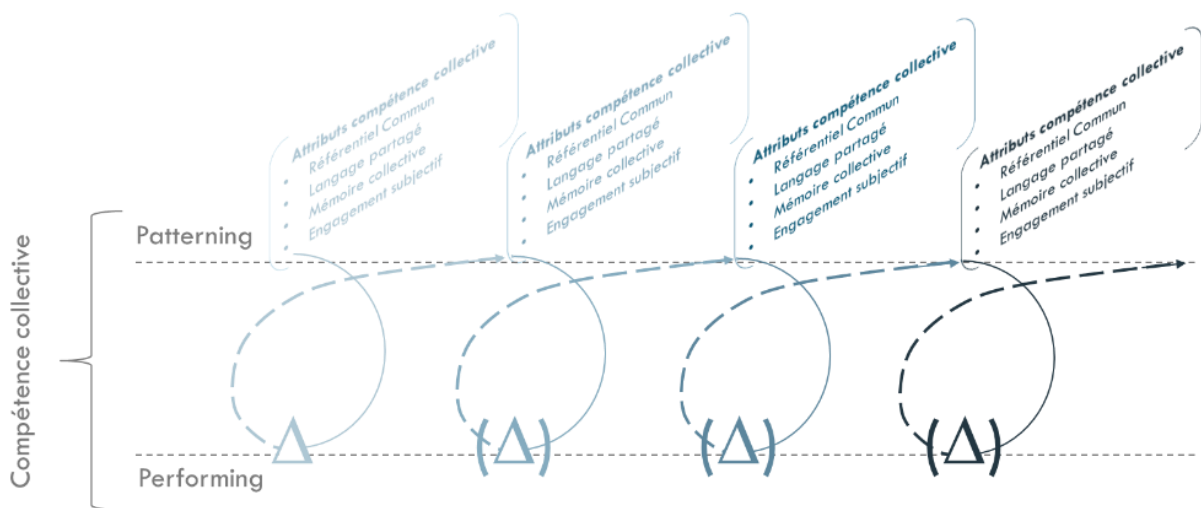 Attributs compétence collective
• Référentiel Commun
• Langage partagé
• Mémoire collective
• Engagement subjectif
Attributs compétence collective
• Référentiel Commun
• Langage partagé
• Mémoire collective
• Engagement subjectif
Attributs compétence collective
• Référentiel Commun
• Langage partagé
• Mémoire collective
• Engagement subjectif
Attributs compétence collective
• Référentiel Commun
• Langage partagé
• Mémoire collective
• Engagement subjectif
Compétence collective
Patterning
Δ (Δ) (Δ) (Δ)
Performing